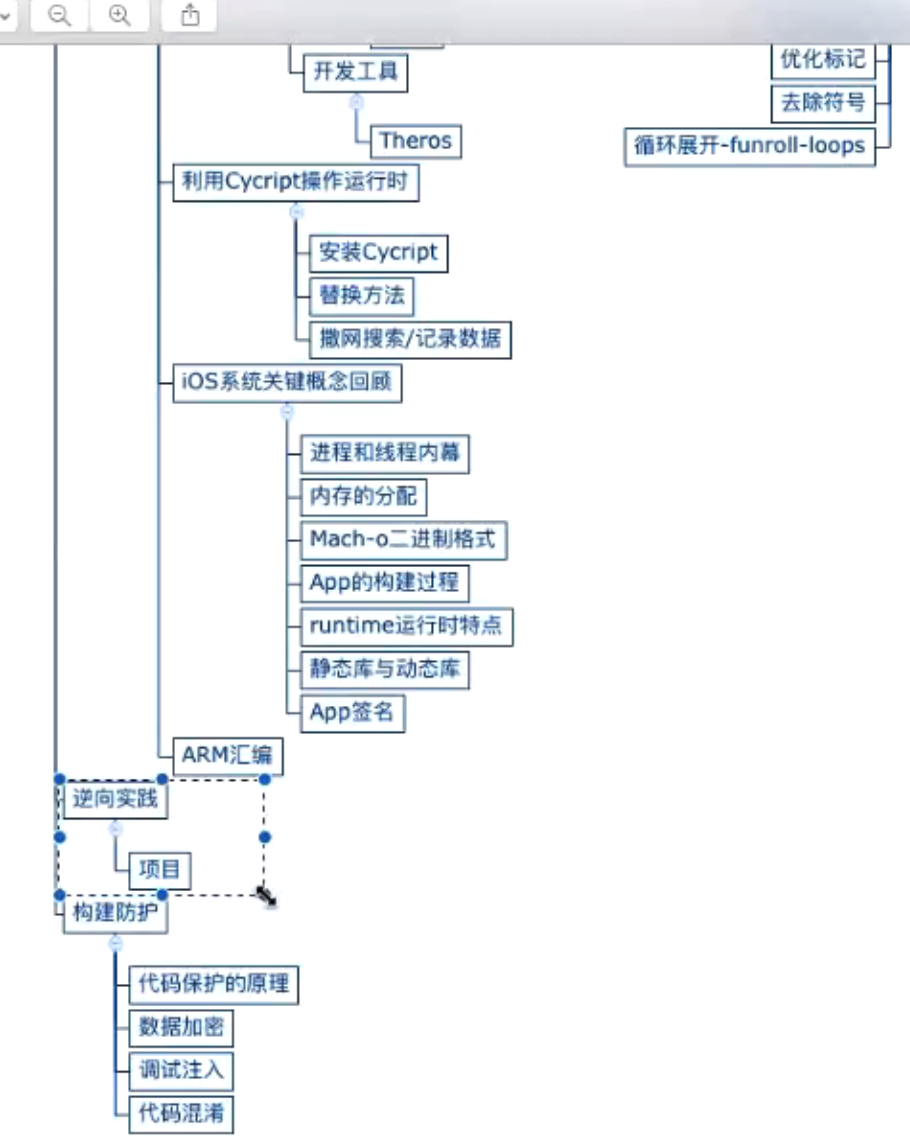 开发工具
Theros
利用Cycript操作运行时
安装Cycript
替换方法
撒网搜索/记录数据
iOS系统关键概念回顾
进程和线程内幕
内存的分配
Mach-o二进制格式
App的构建过程
runtime运行时特点
静态库与动态库
App签名
ARM汇编
逆向实践
项目
构建防护
代码保护的原理
数据加密
调试注入
代码混淆
优化标记
去除符号
循环展开-funroll-loops